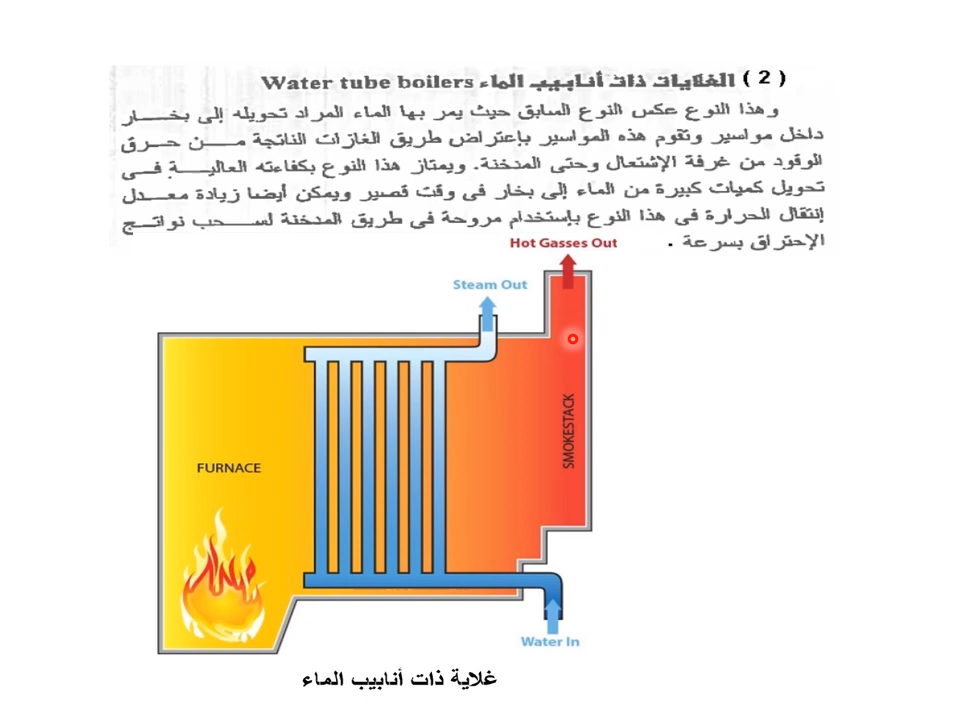 (2) الغلايات ذات أنابيب الماء Water tube boilers
وهذا النوع عكس النوع السابق حيث يمر بها الماء المراد تحويله إلى بخار
داخل مواسير وتقوم هذه المواسير بإعتراض طريق الغازات الناتجة من حرق
الوقود من غرفة الإشتعال وحتى المدخنة. ويمتاز هذا النوع بكفاءته العالية فى
تحويل كميات كبيرة من الماء إلى بخار فى وقت قصير ويمكن أيضا زيادة معدل
إنتقال الحرارة فى هذا النوع بإستخدام مروحة فى طريق المدخنة لسحب نواتج
الإحتراق بسرعة .
Hot Gasses Out
Steam Out
SMOKESTACK
FURNACE
Water In
غلاية ذات أنابيب الماء